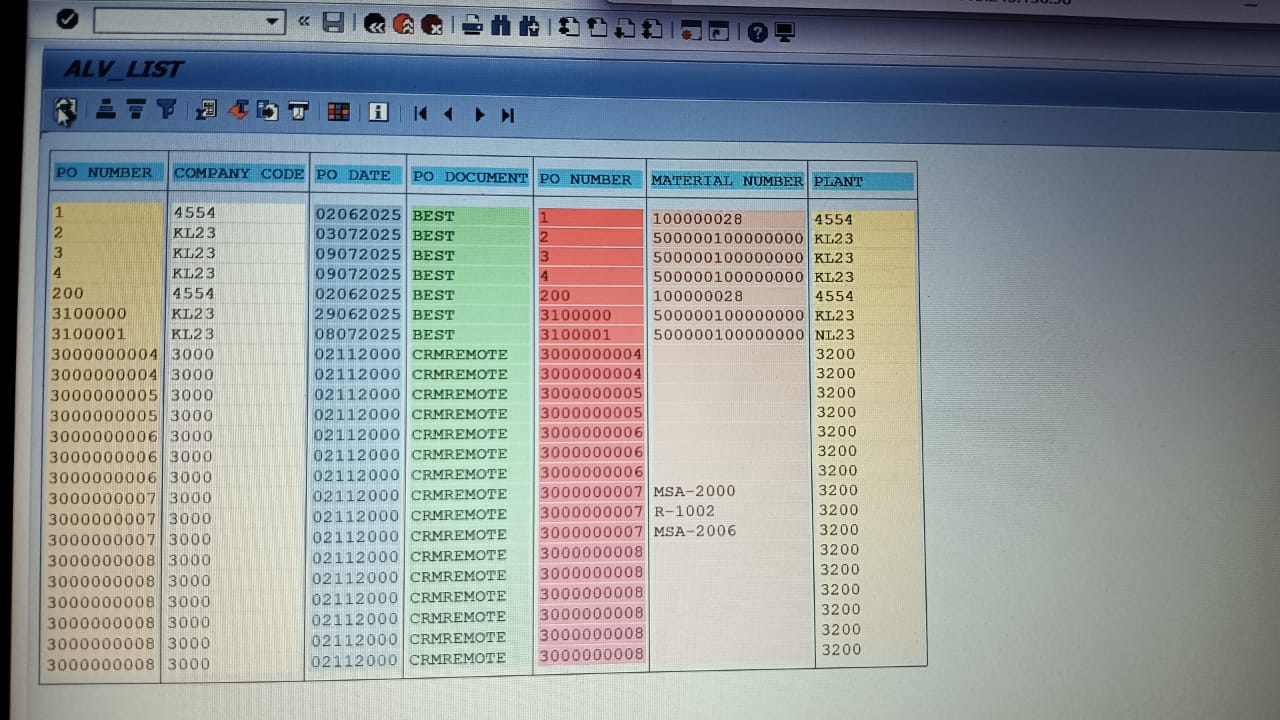 ALV_LIST
PO NUMBER COMPANY CODE PO DATE PO DOCUMENT PO NUMBER MATERIAL NUMBER PLANT
1 4554 02062025 BEST 1 100000028 4554
2 KL23 03072025 BEST 2 500000100000000 KL23
3 KL23 09072025 BEST 3 500000100000000 KL23
4 KL23 09072025 BEST 4 500000100000000 KL23
200 4554 02062025 BEST 200 100000028 4554
3100000 KL23 29062025 BEST 3100000 500000100000000 KL23
3100001 KL23 08072025 BEST 3100001 500000100000000 NL23
3000000004 3000 02112000 CRMREMOTE 3000000004 3200
3000000004 3000 02112000 CRMREMOTE 3000000004 3200
3000000005 3000 02112000 CRMREMOTE 3000000005 3200
3000000005 3000 02112000 CRMREMOTE 3000000005 3200
3000000006 3000 02112000 CRMREMOTE 3000000006 3200
3000000006 3000 02112000 CRMREMOTE 3000000006 3200
3000000006 3000 02112000 CRMREMOTE 3000000006 3200
3000000007 3000 02112000 CRMREMOTE 3000000007 MSA-2000 3200
3000000007 3000 02112000 CRMREMOTE 3000000007 R-1002 3200
3000000007 3000 02112000 CRMREMOTE 3000000007 MSA-2006 3200
3000000008 3000 02112000 CRMREMOTE 3000000008 3200
3000000008 3000 02112000 CRMREMOTE 3000000008 3200
3000000008 3000 02112000 CRMREMOTE 3000000008 3200
3000000008 3000 02112000 CRMREMOTE 3000000008 3200
3000000008 3000 02112000 CRMREMOTE 3000000008 3200
3000000008 3000 02112000 CRMREMOTE 3000000008 3200